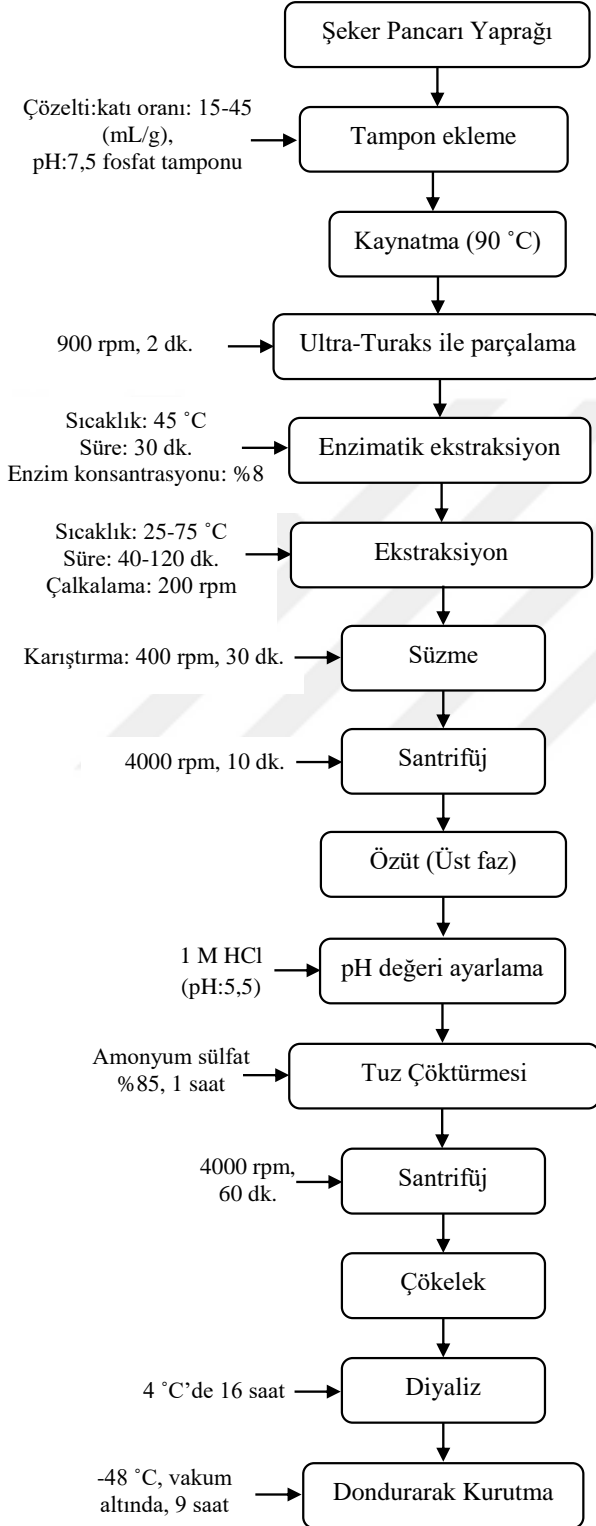 Şeker Pancarı Yaprağı
Çözelti:katı oranı: 15-45
(mL/g),
pH:7,5 fosfat tamponu
Tampon ekleme
Kaynatma (90 ˚C)
900 rpm, 2 dk.
Ultra-Turaks ile parçalama
Sıcaklık: 45 ˚C
Süre: 30 dk.
Enzim konsantrasyonu: %8
Enzimatik ekstraksiyon
Sıcaklık: 25-75 ˚C
Süre: 40-120 dk.
Çalkalama: 200 rpm
Ekstraksiyon
Karıştırma: 400 rpm, 30 dk.
Süzme
4000 rpm, 10 dk.
Santrifüj
Özüt (Üst faz)
1 M HCl
(pH:5,5)
pH değeri ayarlama
Amonyum sülfat
%85, 1 saat
Tuz Çöktürmesi
4000 rpm,
60 dk.
Santrifüj
Çökelek
4 ˚C’de 16 saat
Diyaliz
-48 ˚C, vakum
altında, 9 saat
Dondurarak Kurutma